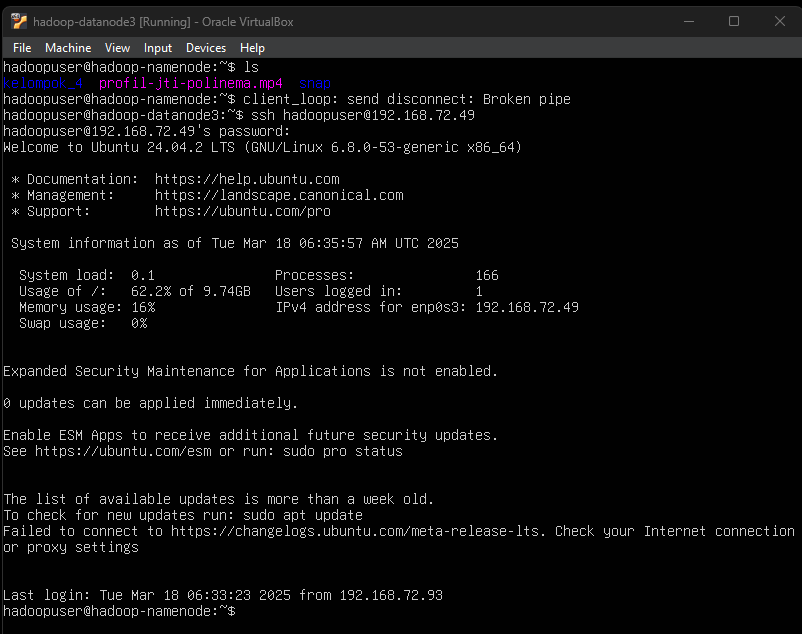 hadoop-datanode3 [Running] - Oracle VirtualBox
File Machine View Input Devices Help
hadoopuser@hadoop-namenode:~$ ls
kelompok_4 profil-jti-polinema.mp4 snap
hadoopuser@hadoop-namenode:~$ client_loop: send disconnect: Broken pipe
hadoopuser@hadoop-datanode3:~$ ssh hadoopuser@192.168.72.49
hadoopuser@192.168.72.49's password:
Welcome to Ubuntu 24.04.2 LTS (GNU/Linux 6.8.0-53-generic x86_64)
* Documentation: https://help.ubuntu.com
* Management: https://landscape.canonical.com
* Support: https://ubuntu.com/pro
System information as of Tue Mar 18 06:35:57 AM UTC 2025
System load: 0.1 Processes: 166
Usage of /: 62.2% of 9.74GB Users logged in: 1
Memory usage: 16% IPv4 address for enp0s3: 192.168.72.49
Swap usage: 0%
Expanded Security Maintenance for Applications is not enabled.
0 updates can be applied immediately.
Enable ESM Apps to receive additional future security updates.
See https://ubuntu.com/esm or run: sudo pro status
The list of available updates is more than a week old.
To check for new updates run: sudo apt update
Failed to connect to https://changelogs.ubuntu.com/meta-release-lts. Check your Internet connection
or proxy settings
Last login: Tue Mar 18 06:33:23 2025 from 192.168.72.93
hadoopuser@hadoop-namenode:~$